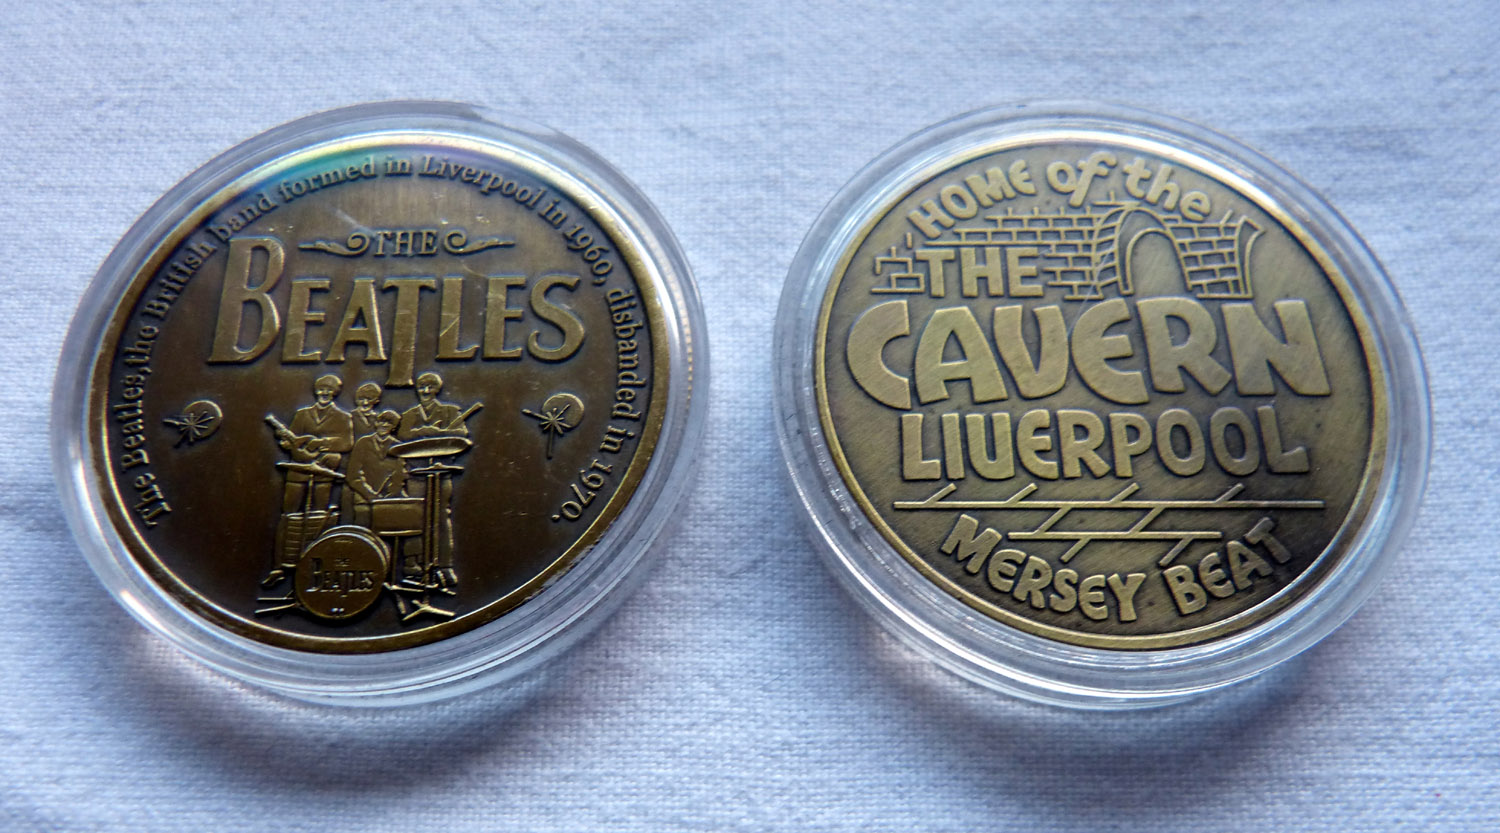 The Beatles,the British band formed in Liverpool in 1960, disbanded in 1970.
THE
BEATLES
THE
BEATLES
HOME of the
THE
CAVERN
LIVERPOOL
MERSEY BEAT